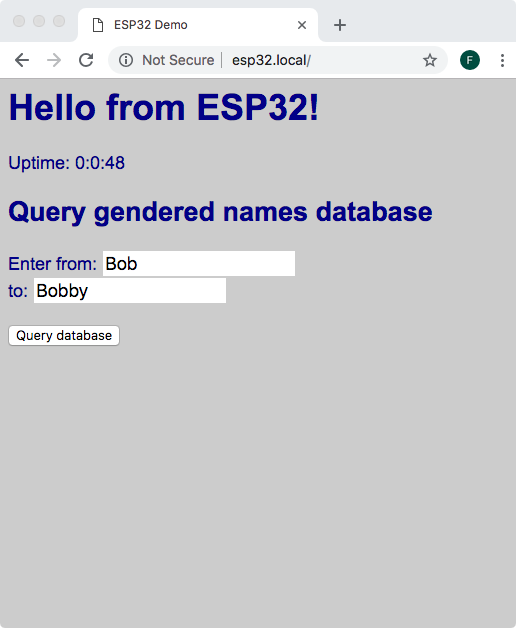 ESP32 Demo
Not Secure | esp32.local/
F
Hello from ESP32!
Uptime: 0:0:48
Query gendered names database
Enter from: Bob
to: Bobby
Query database